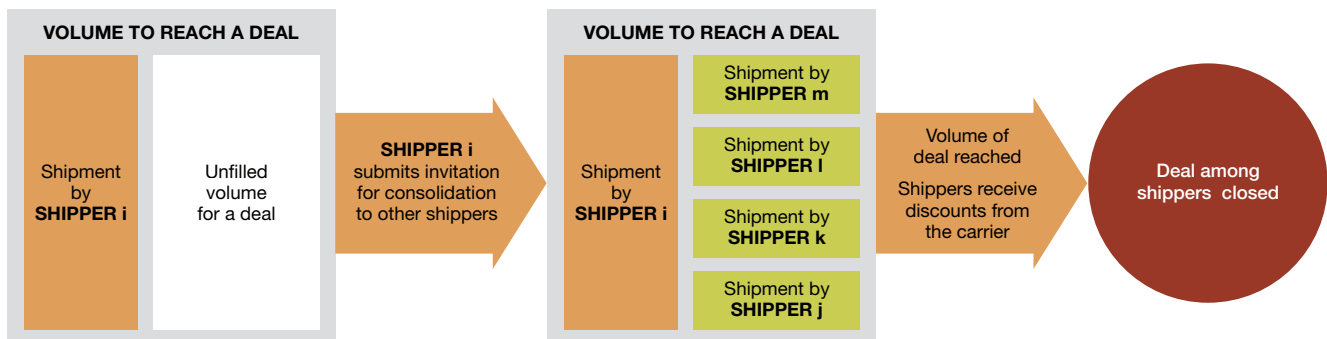 VOLUME TO REACH A DEAL
Shipment
by
SHIPPER i
Unfilled
volume
for a deal
SHIPPER i
submits invitation
for consolidation
to other shippers
VOLUME TO REACH A DEAL
Shipment
by
SHIPPER i
Shipment by
SHIPPER m
Shipment by
SHIPPER l
Shipment by
SHIPPER k
Shipment by
SHIPPER j
Volume of
deal reached
Shippers receive
discounts from
the carrier
Deal among
shippers closed